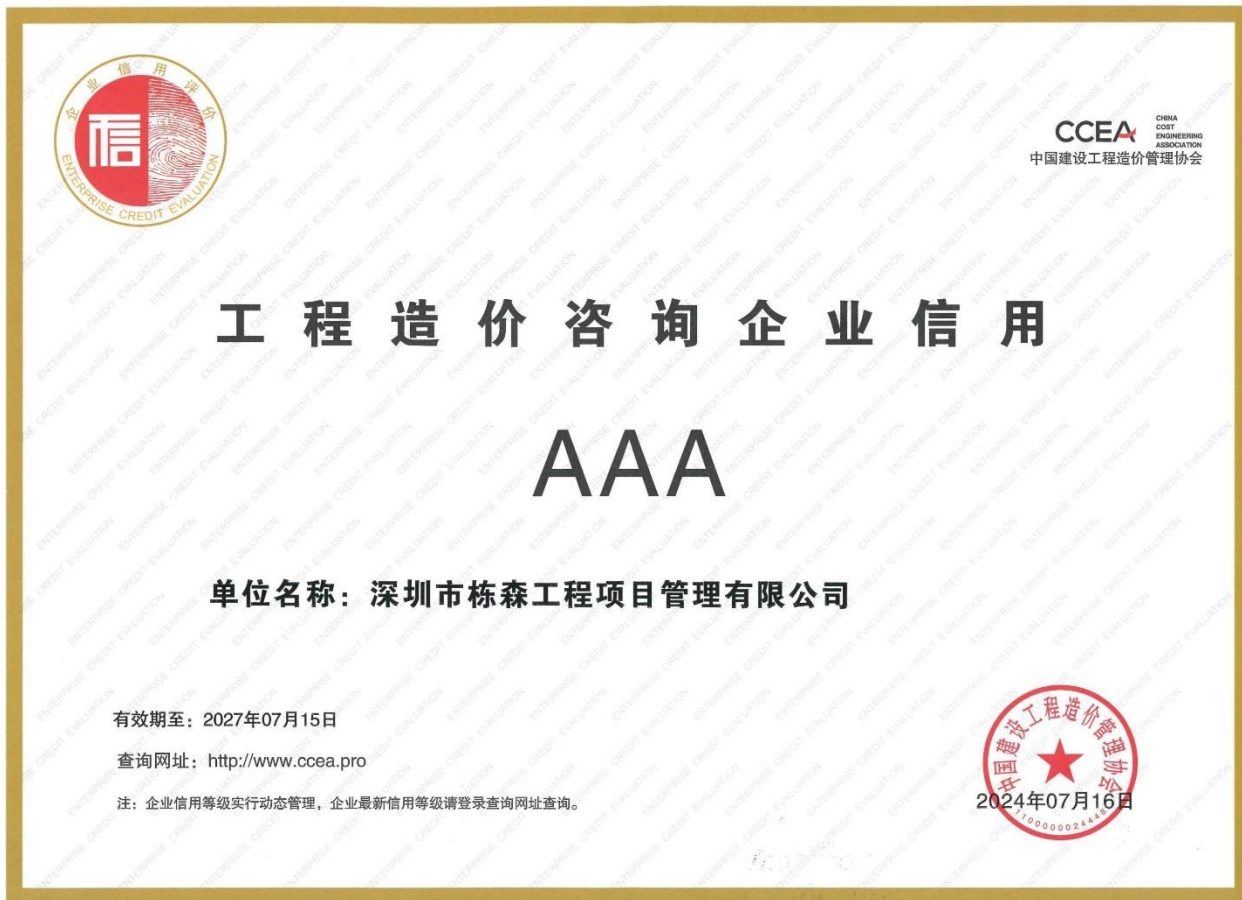 企业信用评价
信
ENTERPRISE CREDIT EVALUATION
CCEA
CHINA
COST
ENGINEERING
ASSOCIATION
中国建设工程造价管理协会
工程造价咨询企业信用
AAA
单位名称：深圳市栋森工程项目管理有限公司
有效期至：2027年07月15日
查询网址：http://www.ccea.pro
注：企业信用等级实行动态管理，企业最新信用等级请登录查询网址查询。
中国建设工程造价管理协会
2024年07月16日